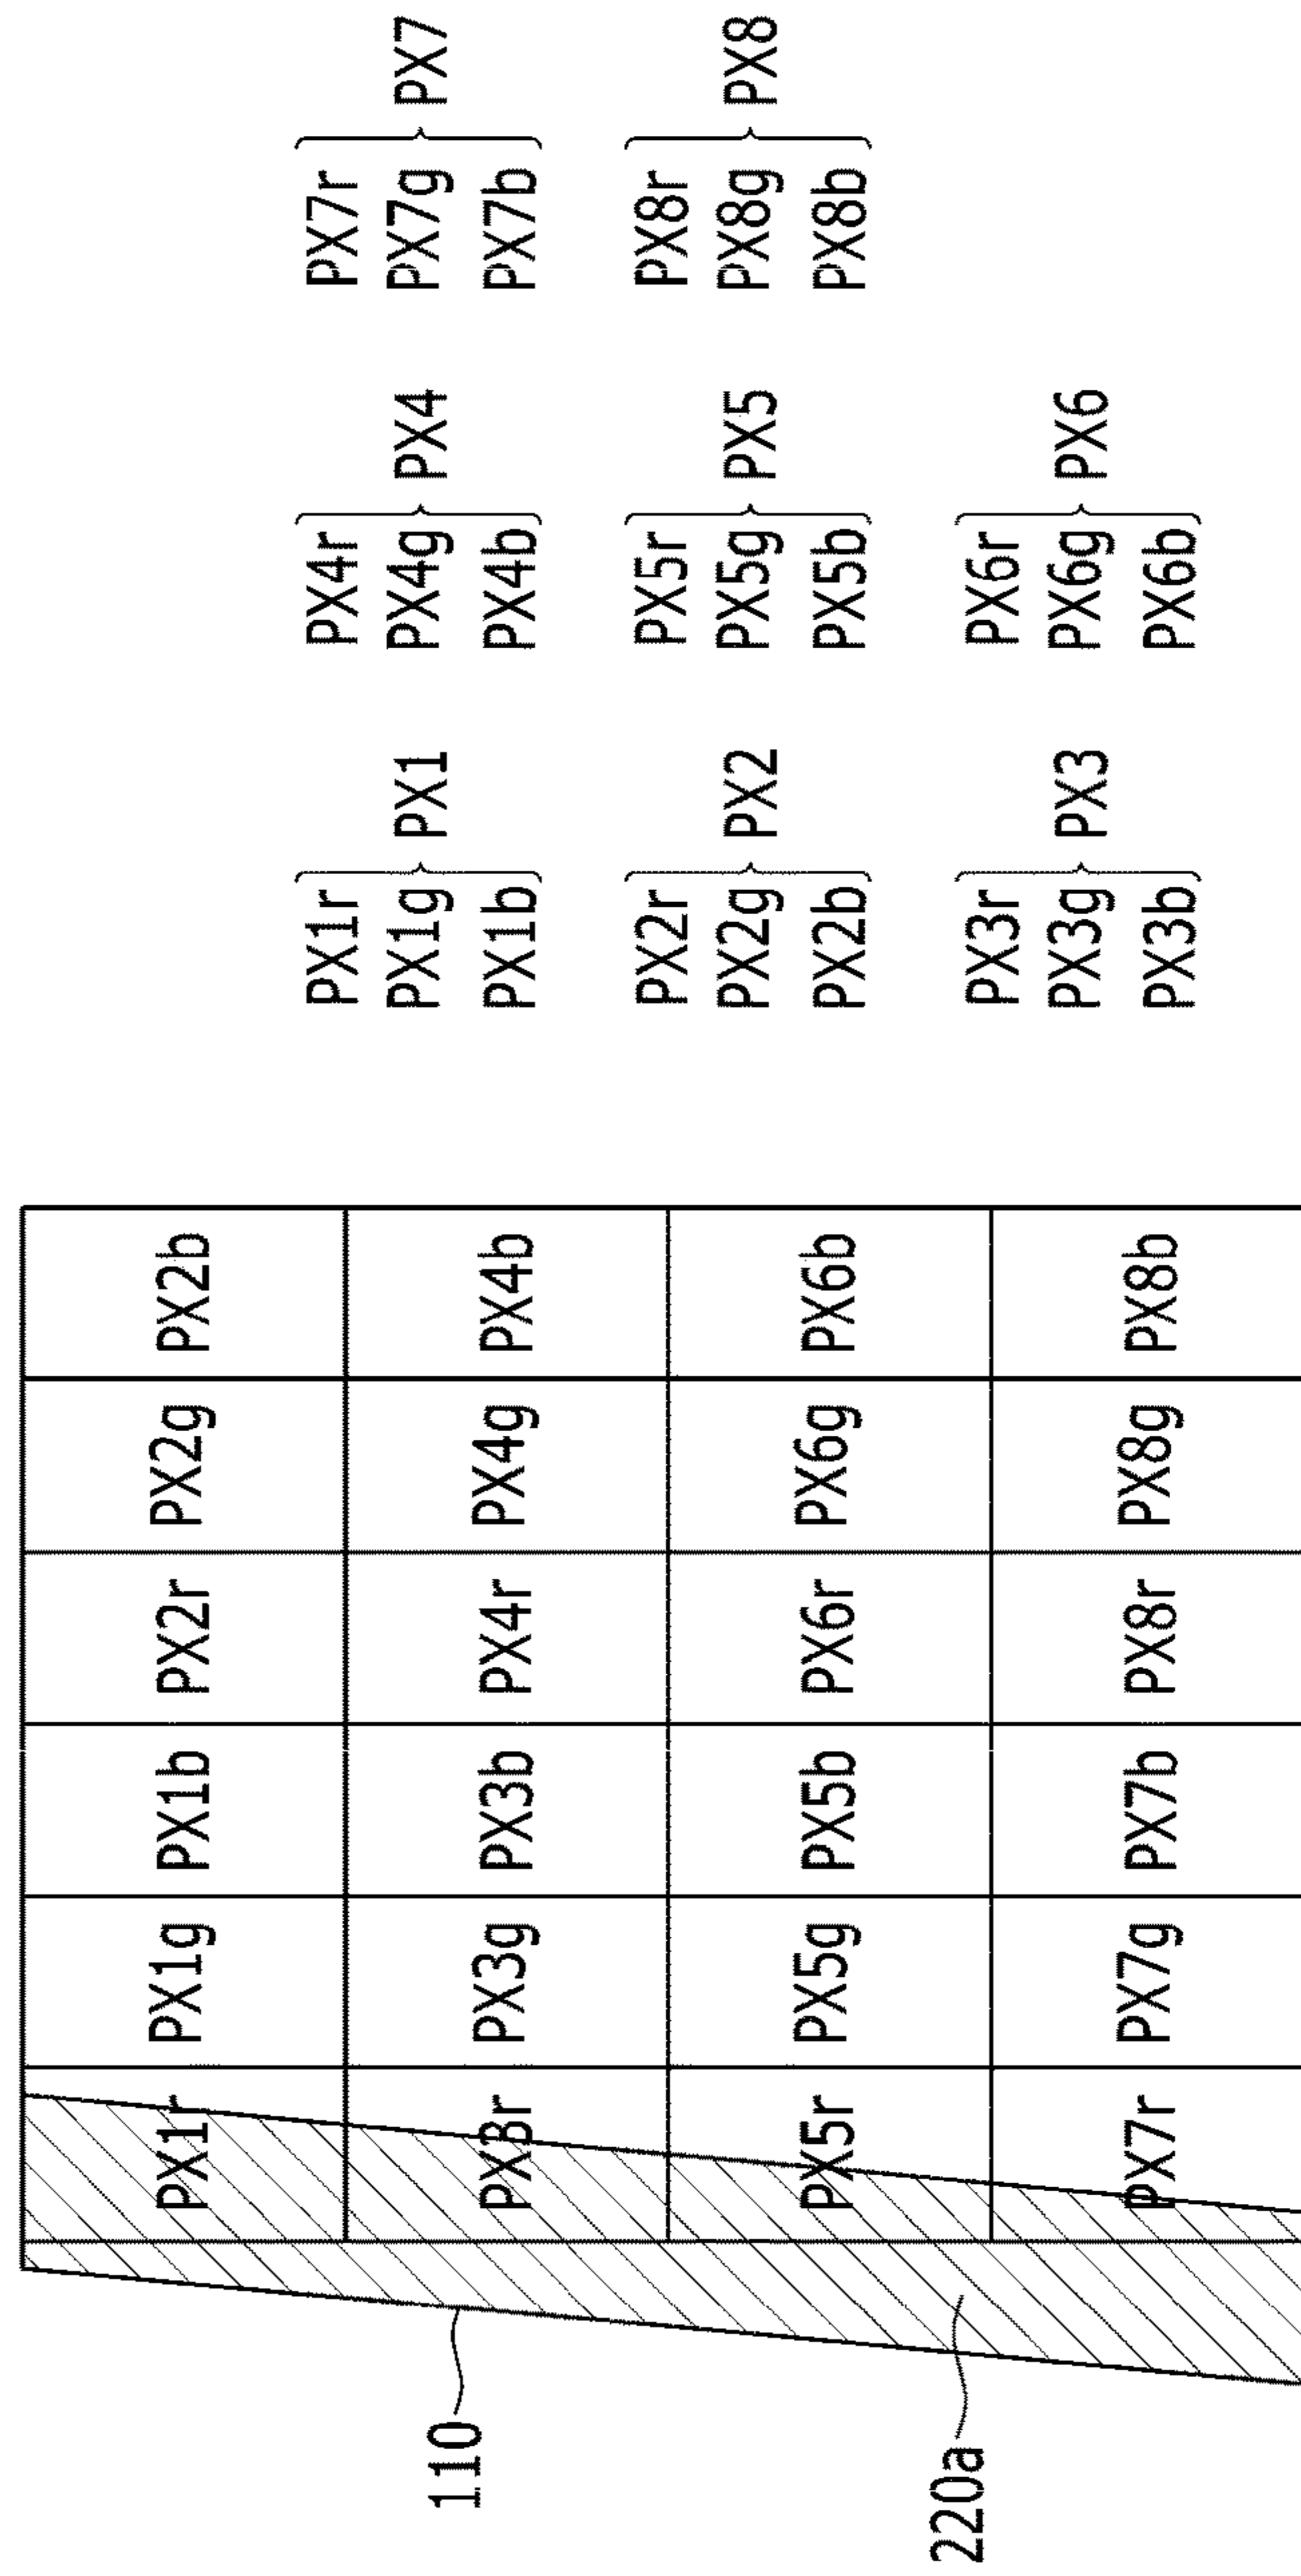 PX1r PX1g PX1b PX2r PX2g PX2b
PX3r PX3g PX3b PX4r PX4g PX4b
PX5r PX5g PX5b PX6r PX6g PX6b
PX7r PX7g PX7b PX8r PX8g PX8b
110
220a
PX1r
PX1g
PX1b
PX1
PX2r
PX2g
PX2b
PX2
PX3r
PX3g
PX3b
PX3
PX4r
PX4g
PX4b
PX4
PX5r
PX5g
PX5b
PX5
PX6r
PX6g
PX6b
PX6
PX7r
PX7g
PX7b
PX7
PX8r
PX8g
PX8b
PX8